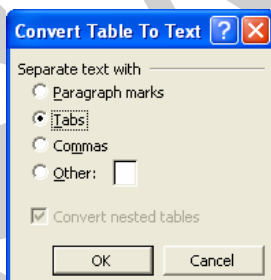 Convert Table To Text
Separate text with
Paragraph marks
Tabs
Commas
Other:
Convert nested tables
OK Cancel